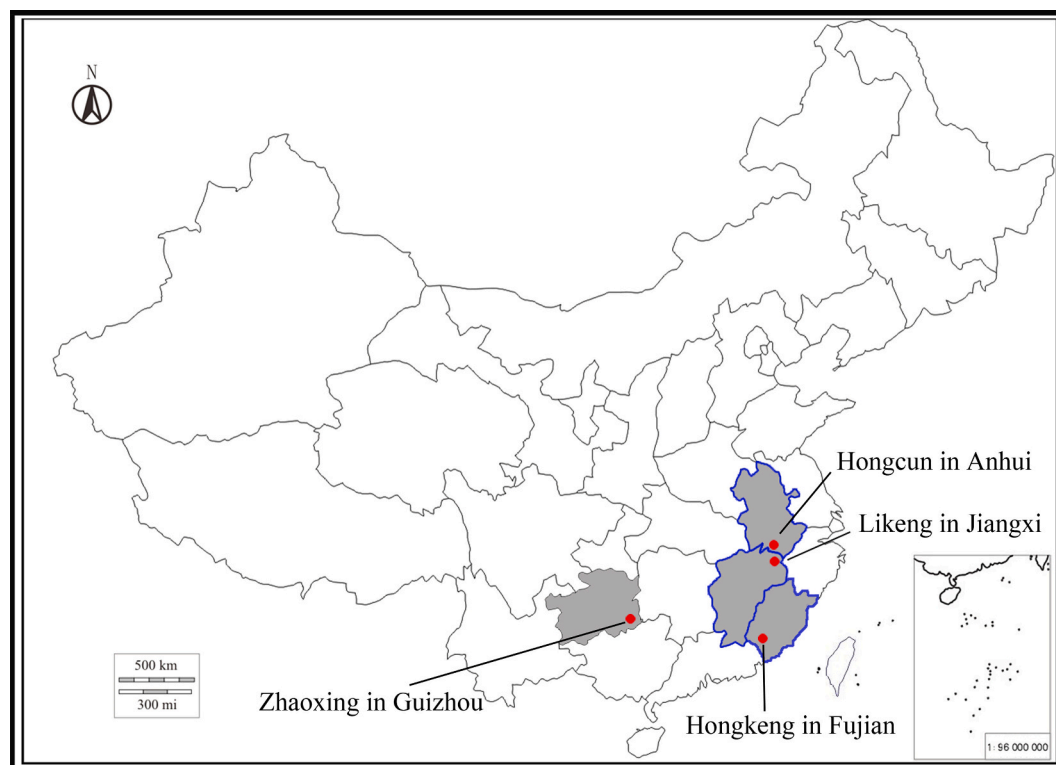 N
Hongcun in Anhui
Likeng in Jiangxi
500 km
300 mi
Zhaoxing in Guizhou
Hongkeng in Fujian
1: 96 000 000